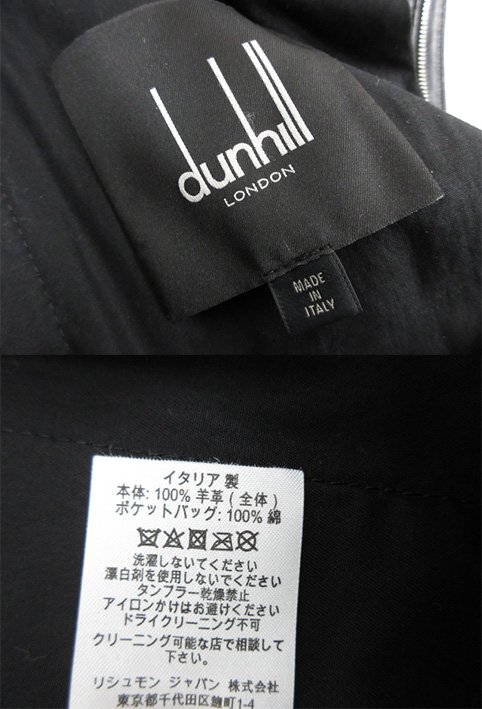 dunhill
LONDON
MADE
IN
ITALY
イタリア 製
本体: 100% 羊革 ( 全体 )
ポケットバッグ: 100% 綿
洗濯しないでください
漂白剤を使用しないでください
タンブラー乾燥禁止
アイロンかけはお避けください
ドライクリーニング不可
クリーニング可能な店で相談して
下さい
リシュモン ジャパン 株式会社
東京都千代田区麹町1-4